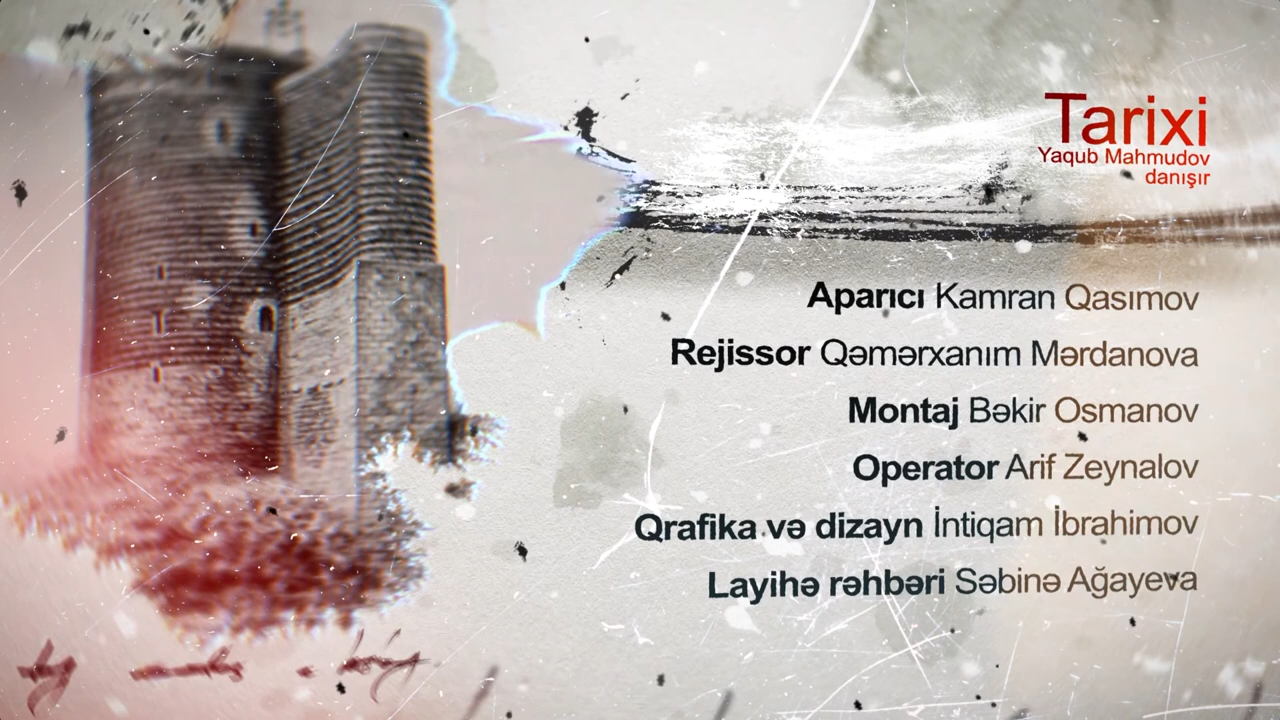 Tarixi
Yaqub Mahmudov
danışır
Aparıcı Kamran Qasımov
Rejissor Qəmərxanım Mərdanova
Montaj Bəkir Osmanov
Operator Arif Zeynalov
Qrafika və dizayn İntiqam İbrahimov
Layihə rəhbəri Səbinə Ağayeva